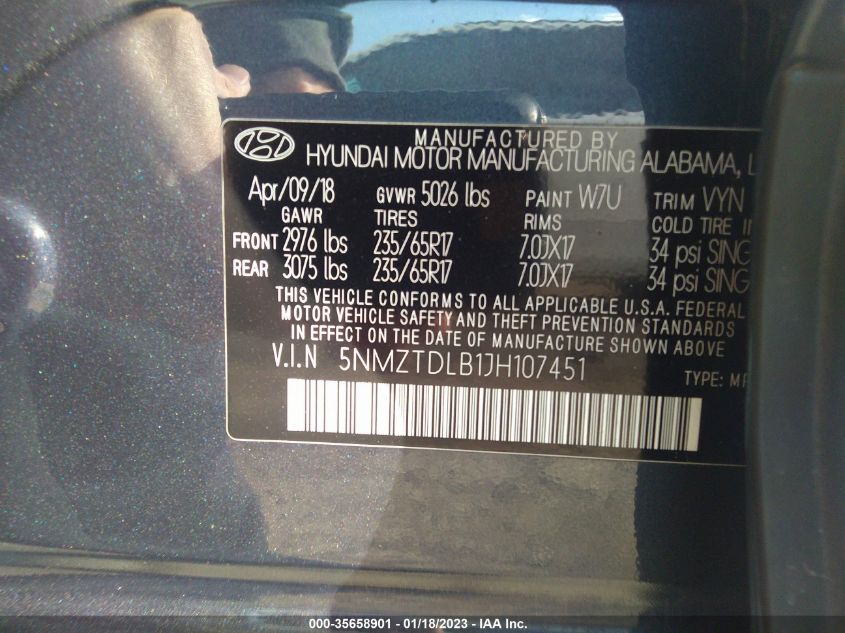 MANUFACTURED BY
HYUNDAI MOTOR MANUFACTURING ALABAMA, L
Apr/09/18 GVWR 5026 lbs PAINT W7U TRIM VYN
GAWR TIRES RIMS COLD TIRE
FRONT 2976 lbs 235/65R17 7.0JX17 34 psi SING
REAR 3075 lbs 235/65R17 7.0JX17 34 psi SING
THIS VEHICLE CONFORMS TO ALL APPLICABLE U.S.A. FEDERAL
MOTOR VEHICLE SAFETY AND THEFT PREVENTION STANDARDS
IN EFFECT ON THE DATE OF MANUFACTURE SHOWN ABOVE.
V.I.N 5NMZTDLB1JH107451
TYPE: MP
000-35658901 - 01/18/2023 - IAA Inc.